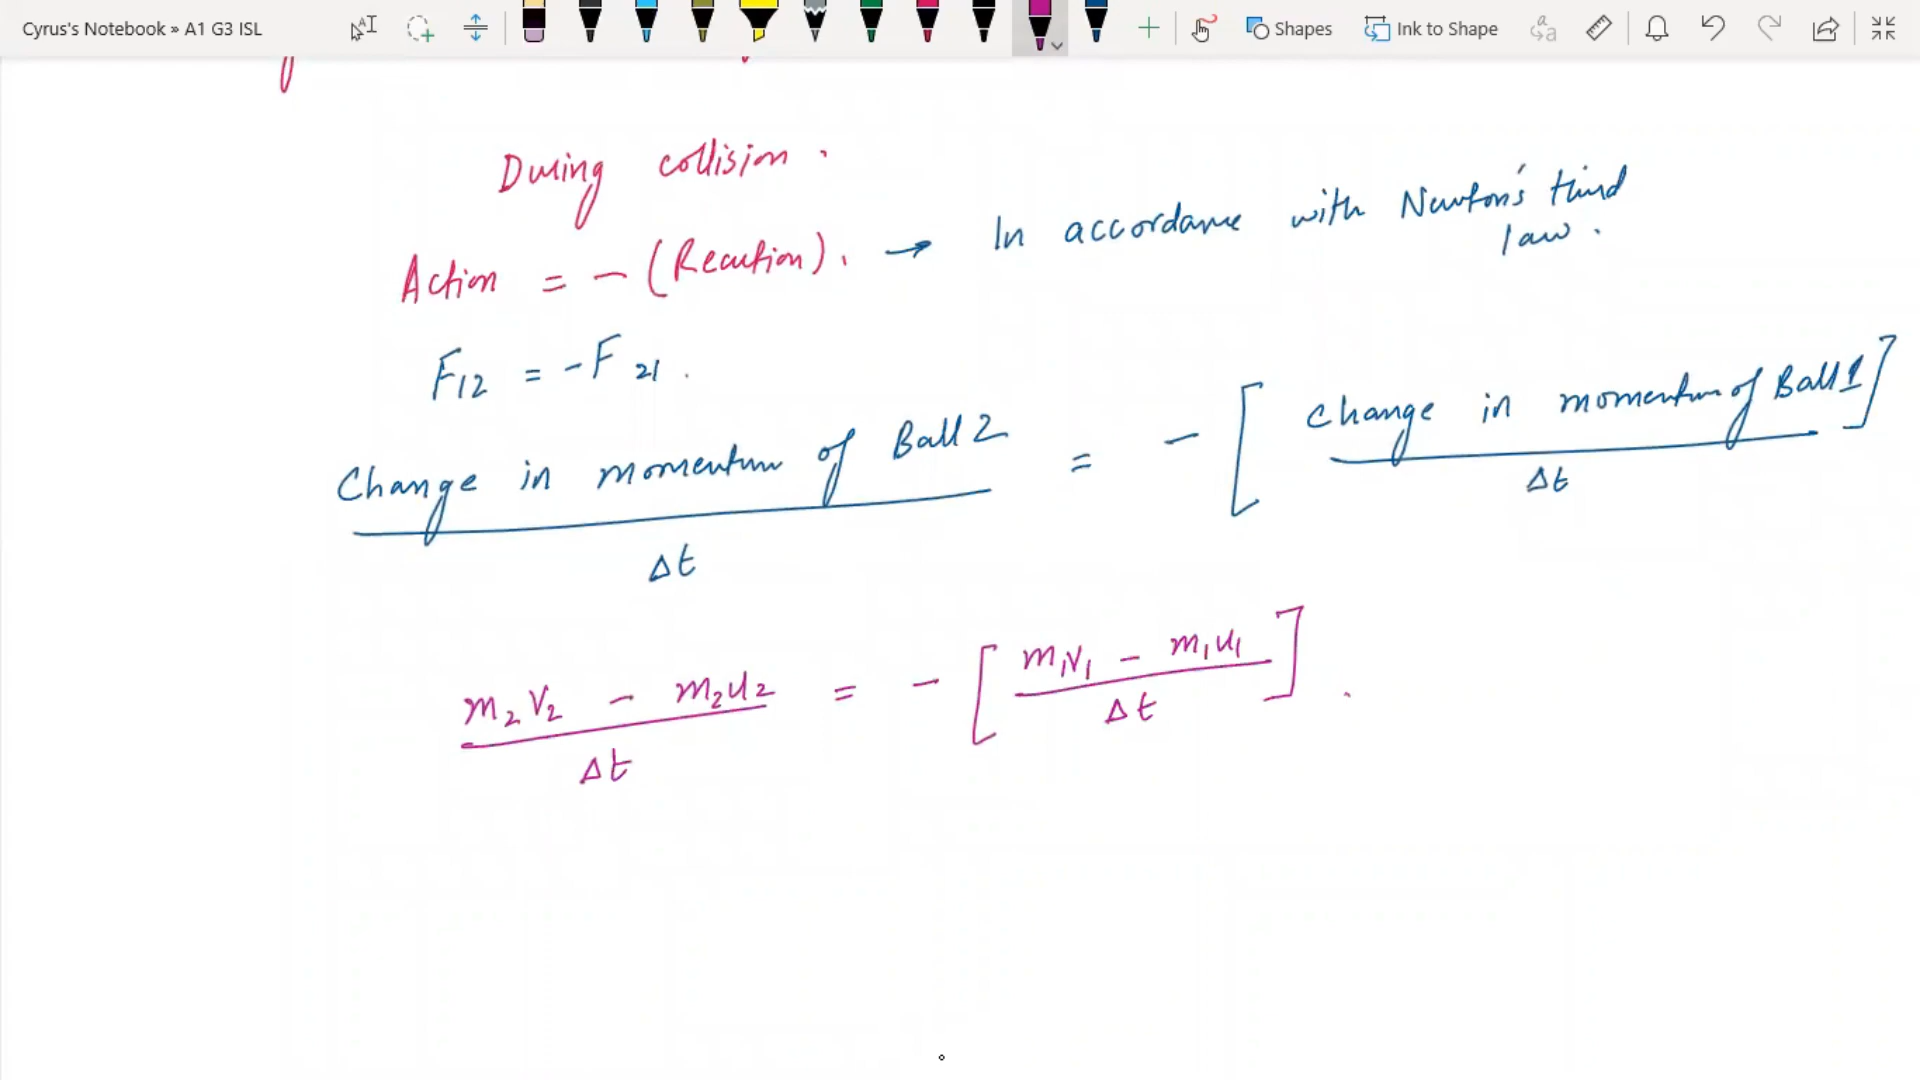 Cyrus's Notebook » A1 G3 ISL
Shapes
Ink to Shape
During collision.
Action = - (Reaction). → In accordance with Newton's third law.
F12 = -F21.
Change in momentum of Ball 2 / Δt = - [Change in momentum of Ball 1 / Δt]
m₂v₂ - m₂u₂ / Δt = - [m₁v₁ - m₁u₁ / Δt].